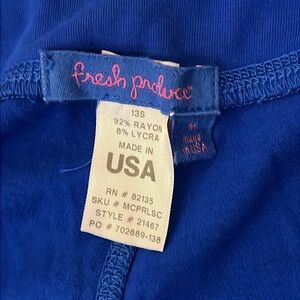 fresh produce
13S
92% RAYON
8% LYCRA
MADE IN
USA
RN # 82135
SKU # MCPRLSC
STYLE # 21467
PO # 702689-138
made
in USA